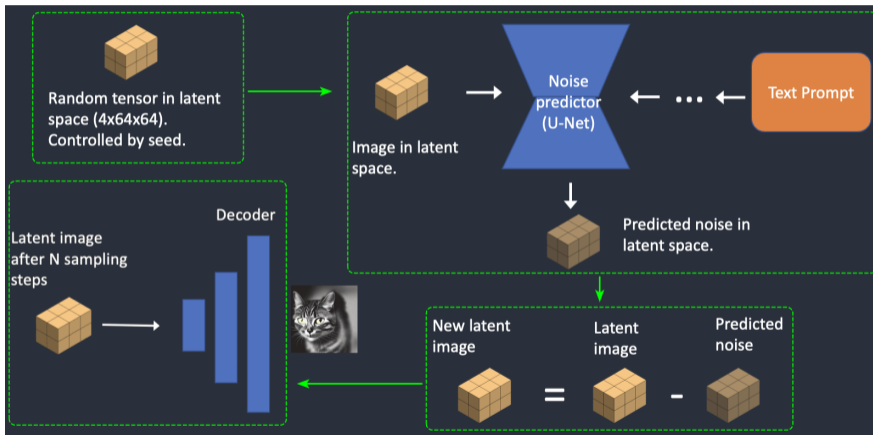 Random tensor in latent
space (4x64x64).
Controlled by seed.
Image in latent
space.
Noise
predictor
(U-Net)
...
Text Prompt
Predicted noise in
latent space.
New latent
image
=
Latent
image
-
Predicted
noise
Latent image
after N sampling
steps
Decoder